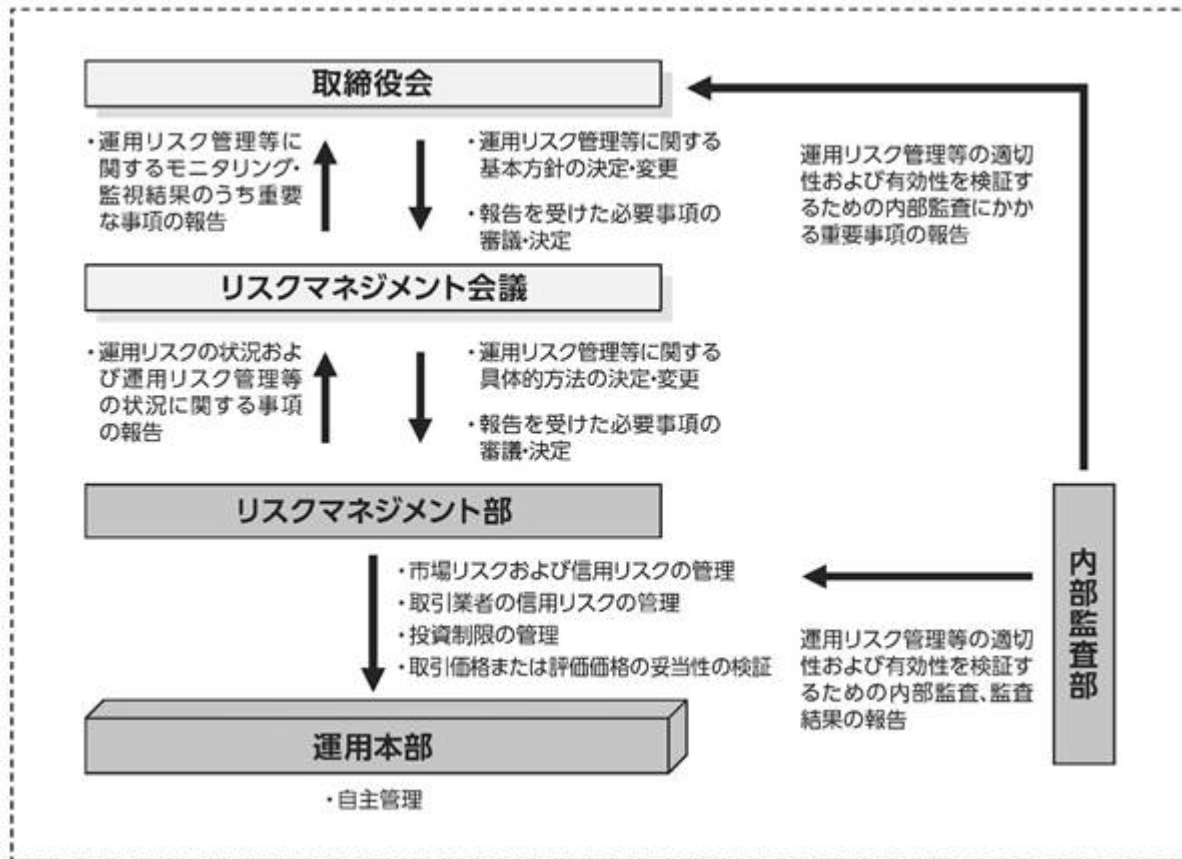 取締役会
・運用リスク管理等に
関するモニタリング・
監視結果のうち重要
な事項の報告
・運用リスク管理等に関する
基本方針の決定・変更
・報告を受けた必要事項の
審議・決定
運用リスク管理等の適切
性および有効性を検証す
るための内部監査にかか
る重要事項の報告
リスクマネジメント会議
・運用リスクの状況およ
び運用リスク管理等
の状況に関する事項
の報告
・運用リスク管理等に関する
具体的方法の決定・変更
・報告を受けた必要事項の
審議・決定
リスクマネジメント部
・市場リスクおよび信用リスクの管理
・取引業者の信用リスクの管理
・投資制限の管理
・取引価格または評価価格の妥当性の検証
運用リスク管理等の適切
性および有効性を検証す
るための内部監査、監査
結果の報告
内部監査部
運用本部
・自主管理